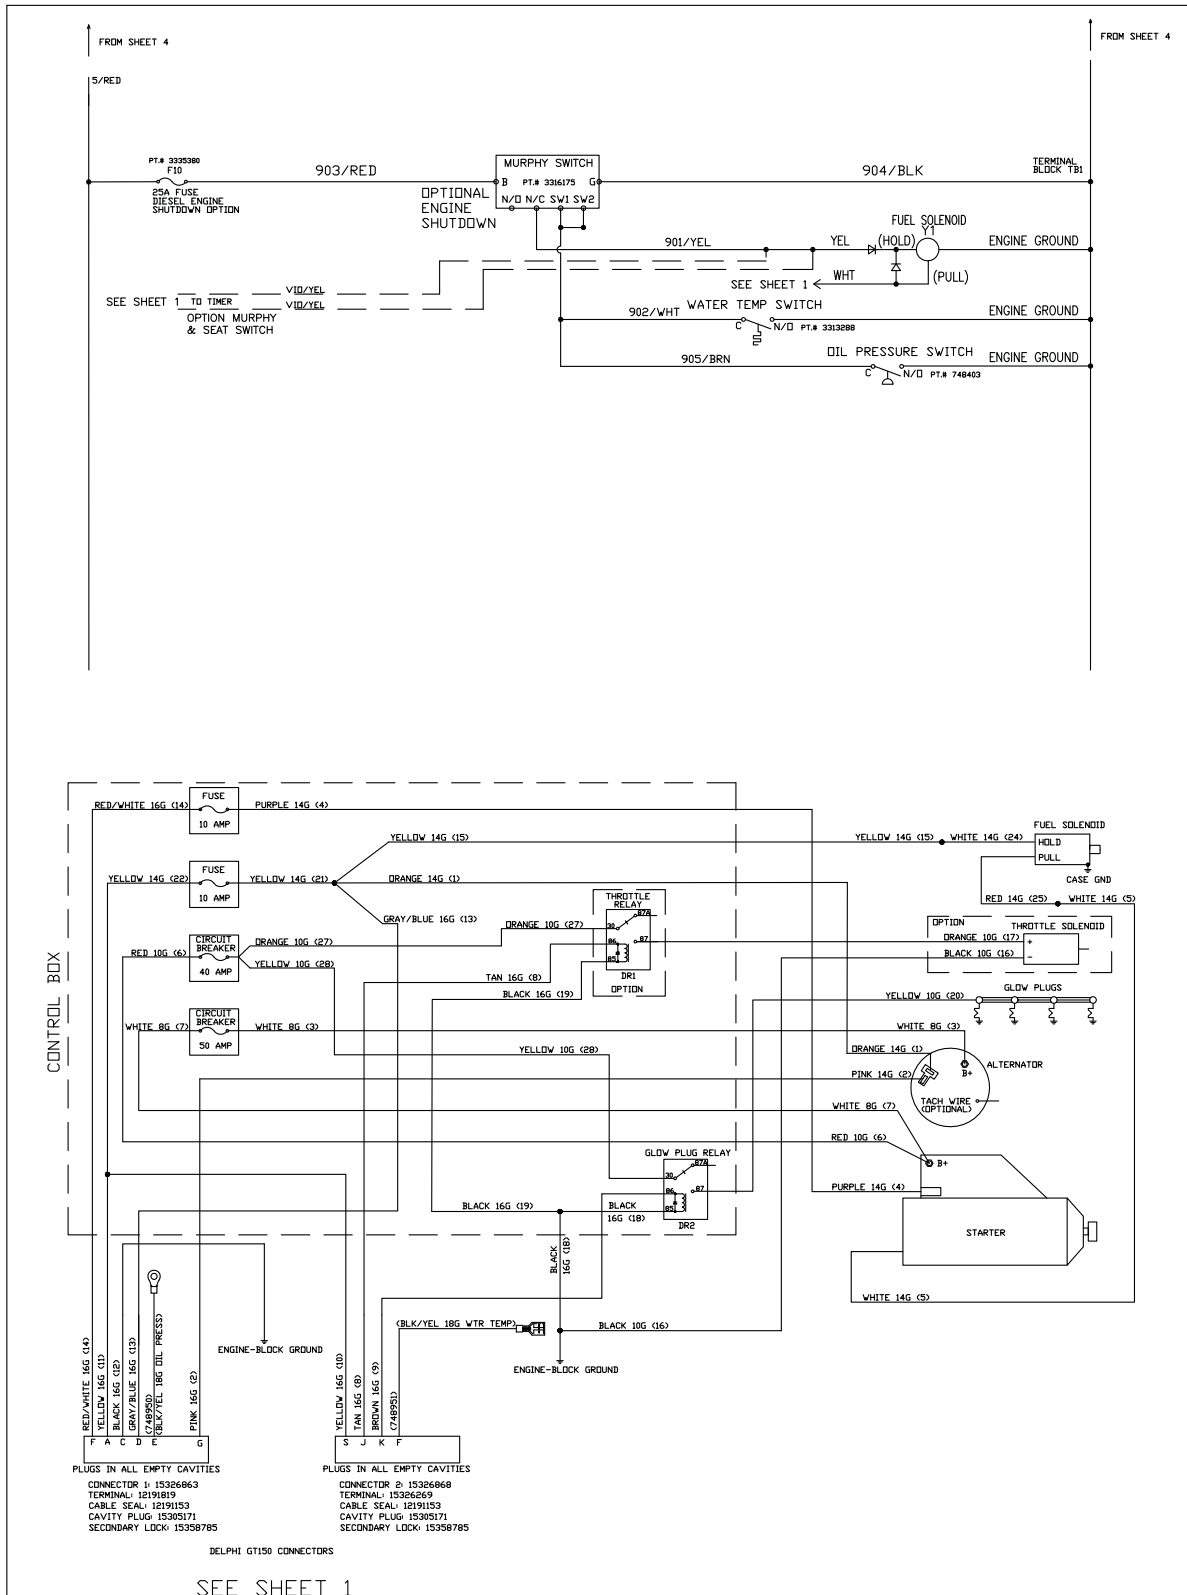 FROM SHEET 4
FROM SHEET 4
5/RED
PT.# 3335380
F10
25A FUSE
DIESEL ENGINE
SHUTDOWN OPTION
903/RED
OPTIONAL
ENGINE
SHUTDOWN
MURPHY SWITCH
B PT.# 3316175 G
N/O N/C SW1 SW2
904/BLK
TERMINAL
BLOCK TB1
901/YEL
YEL
(HOLD)
FUEL SOLENOID
Y1
ENGINE GROUND
WHT
(PULL)
SEE SHEET 1
SEE SHEET 1 TO TIMER
VIO/YEL
VIO/YEL
OPTION MURPHY
& SEAT SWITCH
902/WHT
WATER TEMP SWITCH
C N/O PT.# 3313288
ENGINE GROUND
905/BRN
OIL PRESSURE SWITCH
C N/O PT.# 748403
ENGINE GROUND
CONTROL BOX
RED/WHITE 16G (14)
FUSE
10 AMP
PURPLE 14G (4)
YELLOW 14G (15)
YELLOW 14G (15)
WHITE 14G (24)
FUEL SOLENOID
HOLD
PULL
CASE GND
YELLOW 14G (22)
FUSE
10 AMP
YELLOW 14G (21)
ORANGE 14G (1)
GRAY/BLUE 16G (13)
RED 14G (25)
WHITE 14G (5)
THROTTLE
RELAY
87A
30
86
87
85
DR1
OPTION
ORANGE 10G (27)
OPTION
THROTTLE SOLENOID
ORANGE 10G (17)
+
BLACK 10G (16)
-
RED 10G (6)
CIRCUIT
BREAKER
40 AMP
ORANGE 10G (27)
YELLOW 10G (28)
TAN 16G (8)
BLACK 16G (19)
GLOW PLUGS
YELLOW 10G (20)
WHITE 8G (7)
CIRCUIT
BREAKER
50 AMP
WHITE 8G (3)
WHITE 8G (3)
YELLOW 10G (28)
ORANGE 14G (1)
PINK 14G (2)
B+
ALTERNATOR
TACH WIRE
(OPTIONAL)
WHITE 8G (7)
RED 10G (6)
B+
GLOW PLUG RELAY
87A
30
86
87
85
DR2
PURPLE 14G (4)
STARTER
BLACK 16G (19)
BLACK
16G (18)
BLACK
16G (18)
WHITE 14G (5)
(BLK/YEL 18G WTR TEMP)
BLACK 10G (16)
ENGINE-BLOCK GROUND
ENGINE-BLOCK GROUND
RED/WHITE 16G (14)
YELLOW 16G (11)
BLACK 16G (12)
GRAY/BLUE 16G (13)
(748950)
(BLK/YEL 18G OIL PRESS)
PINK 16G (2)
YELLOW 16G (10)
TAN 16G (8)
BROWN 16G (9)
(748951)
F A C D E G
S J K F
PLUGS IN ALL EMPTY CAVITIES
CONNECTOR 1: 15326863
TERMINAL: 12191819
CABLE SEAL: 12191153
CAVITY PLUG: 15305171
SECONDARY LOCK: 15358785
PLUGS IN ALL EMPTY CAVITIES
CONNECTOR 2: 15326868
TERMINAL: 15326269
CABLE SEAL: 12191153
CAVITY PLUG: 15305171
SECONDARY LOCK: 15358785
DELPHI GT150 CONNECTORS
SEE SHEET 1